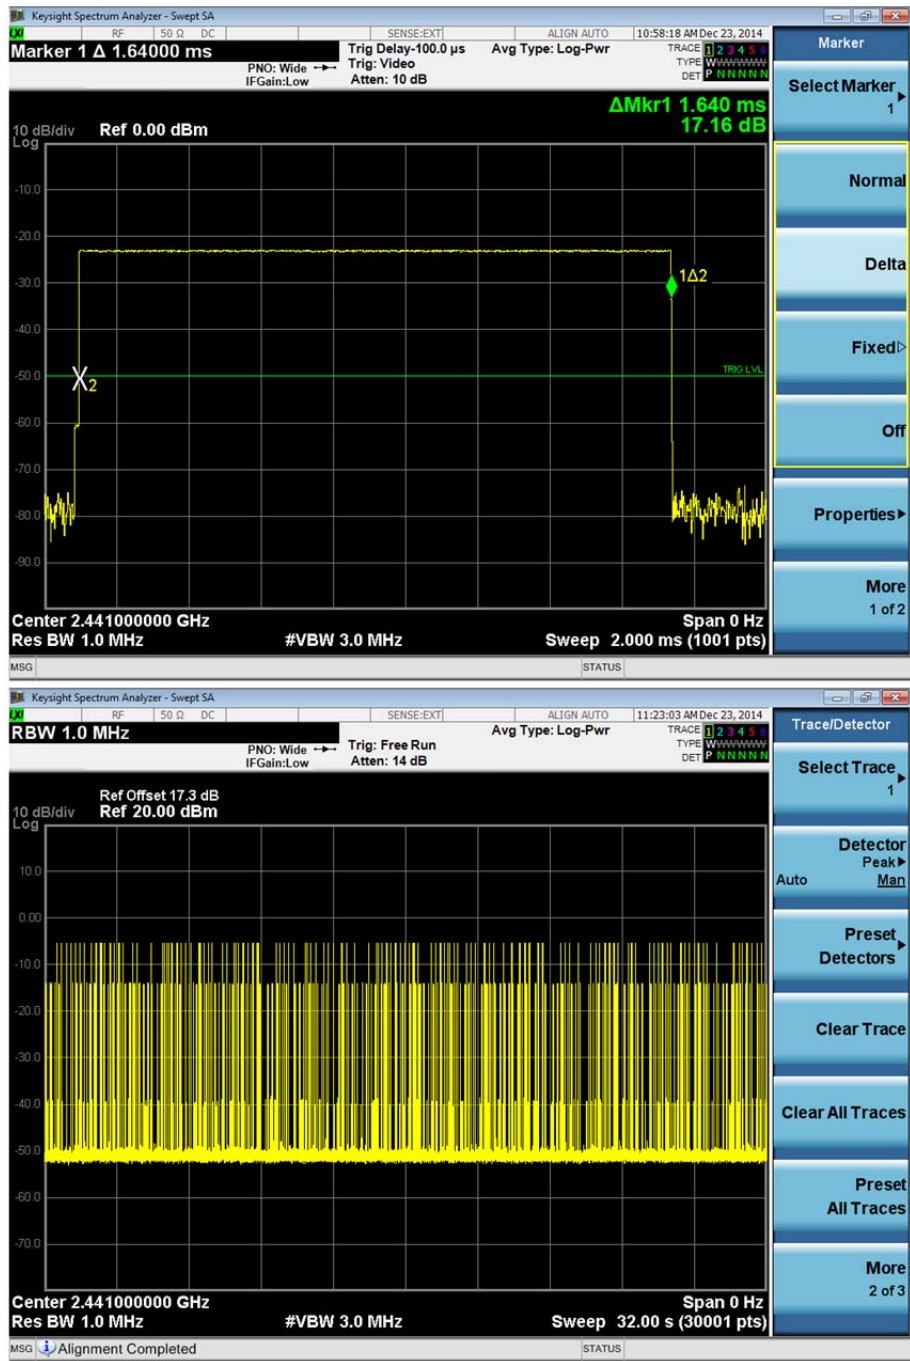 Keysight Spectrum Analyzer - Swept SA
LXI RF 50 Ω DC SENSE:EXT ALIGN AUTO 10:58:18 AM Dec 23, 2014
Marker 1 Δ 1.64000 ms
PNO: Wide
IFGain:Low
Trig Delay-100.0 µs
Trig: Video
Atten: 10 dB
Avg Type: Log-Pwr
TRACE 1 2 3 4 5 6
TYPE W
DET P N N N N N
ΔMkr1 1.640 ms
17.16 dB
10 dB/div Ref 0.00 dBm
Log
-10.0
-20.0
-30.0
-40.0
-50.0
-60.0
-70.0
-80.0
-90.0
1Δ2
TRIG LVL
2
Center 2.441000000 GHz Span 0 Hz
Res BW 1.0 MHz #VBW 3.0 MHz Sweep 2.000 ms (1001 pts)
MSG STATUS
Marker
Select Marker
1
Normal
Delta
Fixed
Off
Properties
More
1 of 2
Keysight Spectrum Analyzer - Swept SA
LXI RF 50 Ω DC SENSE:EXT ALIGN AUTO 11:23:03 AM Dec 23, 2014
RBW 1.0 MHz
PNO: Wide
IFGain:Low
Trig: Free Run
Atten: 14 dB
Avg Type: Log-Pwr
TRACE 1 2 3 4 5 6
TYPE W
DET P N N N N N
Ref Offset 17.3 dB
10 dB/div Ref 20.00 dBm
Log
10.0
0.00
-10.0
-20.0
-30.0
-40.0
-50.0
-60.0
-70.0
Center 2.441000000 GHz Span 0 Hz
Res BW 1.0 MHz #VBW 3.0 MHz Sweep 32.00 s (30001 pts)
MSG Alignment Completed STATUS
Trace/Detector
Select Trace
1
Detector
Peak
Auto Man
Preset
Detectors
Clear Trace
Clear All Traces
Preset
All Traces
More
2 of 3